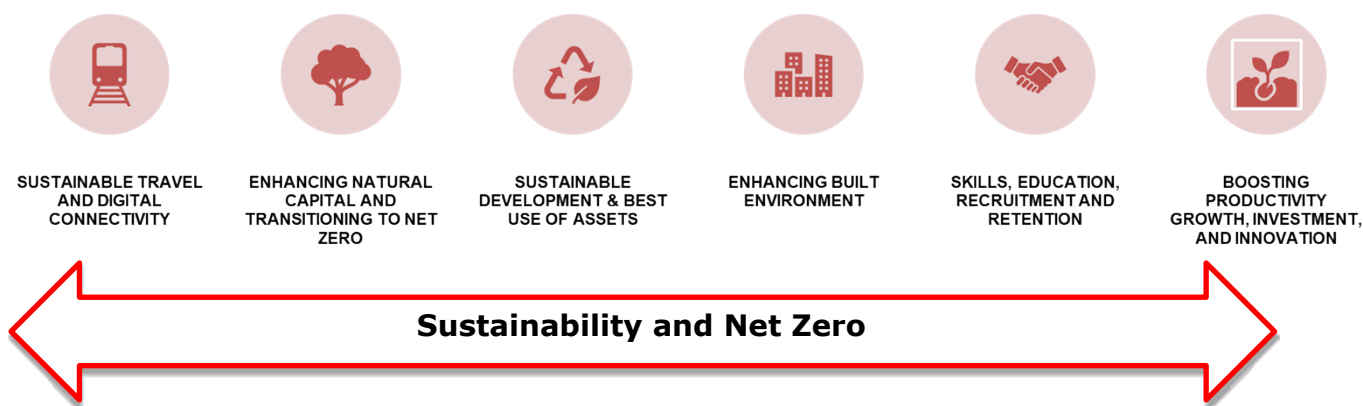 SUSTAINABLE TRAVEL
AND DIGITAL
CONNECTIVITY
ENHANCING NATURAL
CAPITAL AND
TRANSITIONING TO NET
ZERO
SUSTAINABLE
DEVELOPMENT & BEST
USE OF ASSETS
ENHANCING BUILT
ENVIRONMENT
SKILLS, EDUCATION,
RECRUITMENT AND
RETENTION
BOOSTING
PRODUCTIVITY
GROWTH, INVESTMENT,
AND INNOVATION
Sustainability and Net Zero